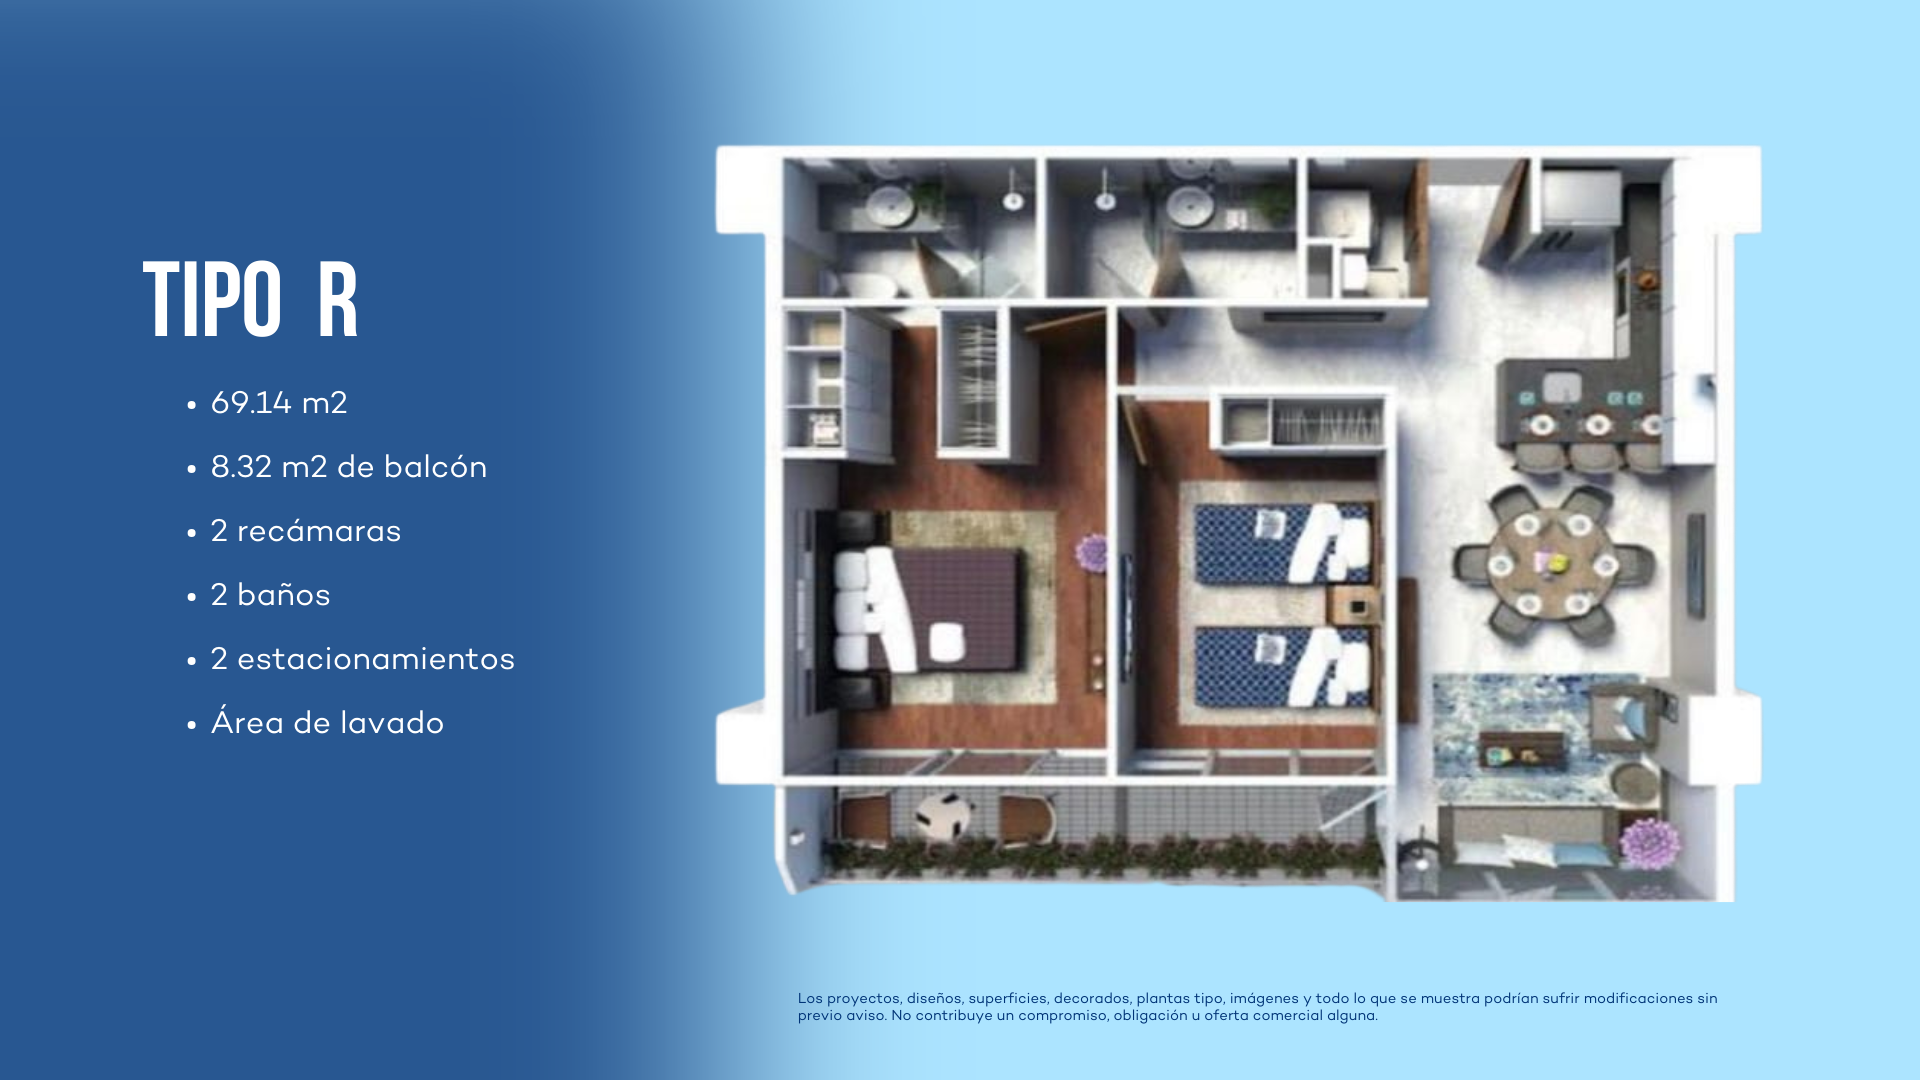 TIPO R
• 69.14 m2
• 8.32 m2 de balcón
• 2 recámaras
• 2 baños
• 2 estacionamientos
• Área de lavado
Los proyectos, diseños, superficies, decorados, plantas tipo, imágenes y todo lo que se muestra podrían sufrir modificaciones sin
previo aviso. No contribuye un compromiso, obligación u oferta comercial alguna.